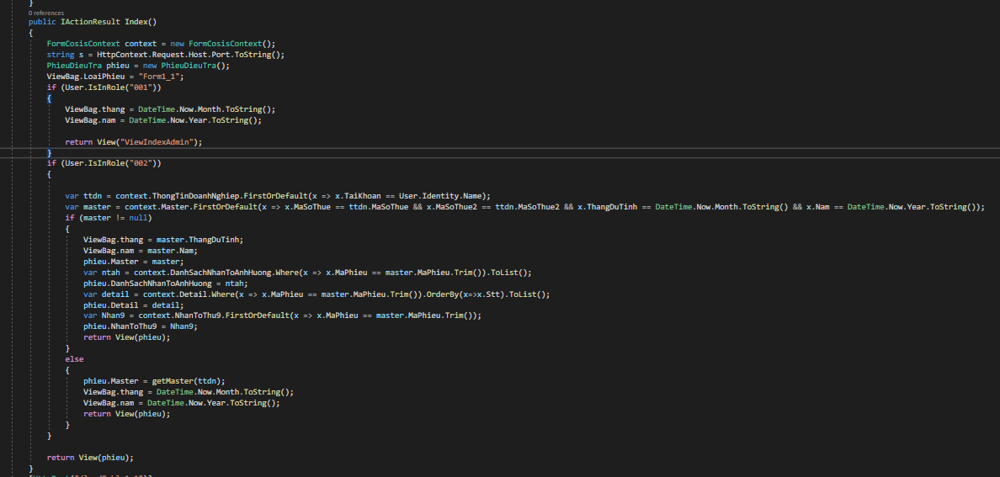 }
0 references
public IActionResult Index()
{
FormCosisContext context = new FormCosisContext();
string s = HttpContext.Request.Host.Port.ToString();
PhieuDieuTra phieu = new PhieuDieuTra();
ViewBag.LoaiPhieu = "Form1_1";
if (User.IsInRole("001"))
{
ViewBag.thang = DateTime.Now.Month.ToString();
ViewBag.nam = DateTime.Now.Year.ToString();
return View("ViewIndexAdmin");
}
if (User.IsInRole("002"))
{
var ttdn = context.ThongTinDoanhNghiep.FirstOrDefault(x => x.TaiKhoan == User.Identity.Name);
var master = context.Master.FirstOrDefault(x => x.MaSoThue == ttdn.MaSoThue && x.MaSoThue2 == ttdn.MaSoThue2 && x.ThangDuTinh == DateTime.Now.Month.ToString() && x.Nam == DateTime.Now.Year.ToString());
if (master != null)
{
ViewBag.thang = master.ThangDuTinh;
ViewBag.nam = master.Nam;
phieu.Master = master;
var ntah = context.DanhSachNhanToAnhHuong.Where(x => x.MaPhieu == master.MaPhieu.Trim()).ToList();
phieu.DanhSachNhanToAnhHuong = ntah;
var detail = context.Detail.Where(x => x.MaPhieu == master.MaPhieu.Trim()).OrderBy(x=>x.Stt).ToList();
phieu.Detail = detail;
var Nhan9 = context.NhanToThu9.FirstOrDefault(x => x.MaPhieu == master.MaPhieu.Trim());
phieu.NhanToThu9 = Nhan9;
return View(phieu);
}
else
{
phieu.Master = getMaster(ttdn);
ViewBag.thang = DateTime.Now.Month.ToString();
ViewBag.nam = DateTime.Now.Year.ToString();
return View(phieu);
}
}
return View(phieu);
}